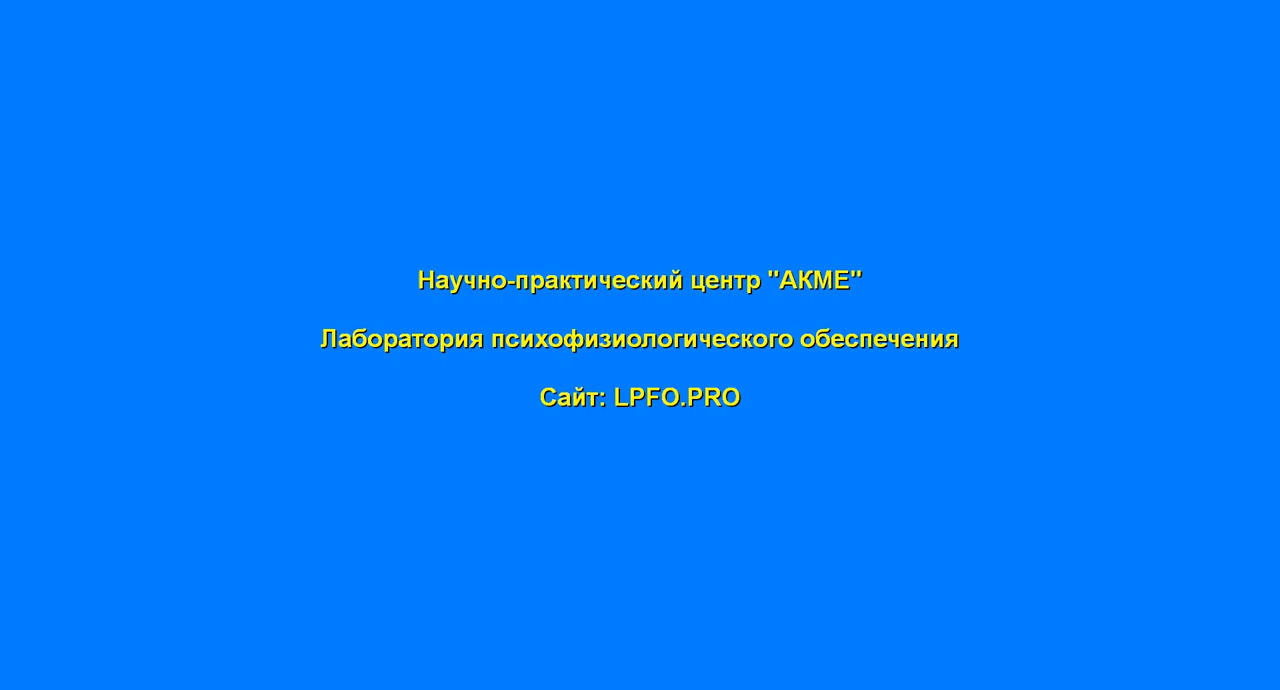 Научно-практический центр "АКМЕ"
Лаборатория психофизиологического обеспечения
Сайт: LPFO.PRO